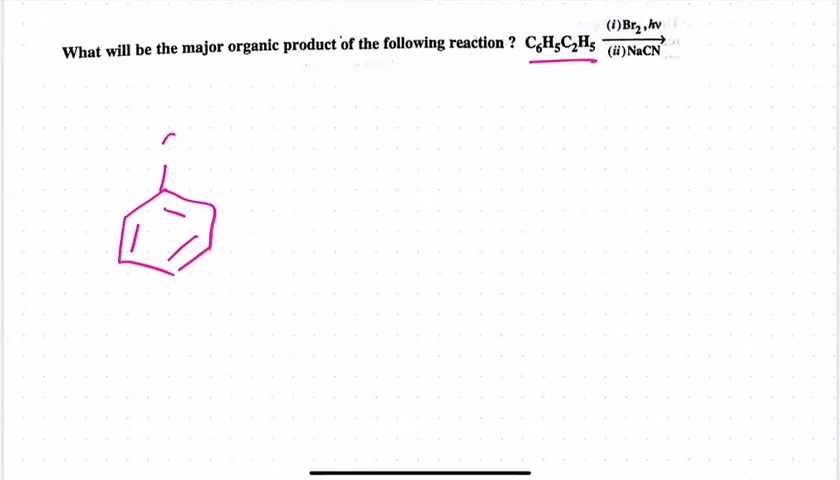 (i)Br₂,hν
What will be the major organic product of the following reaction ? C₆H₅C₂H₅ ⟶
(ii)NaCN